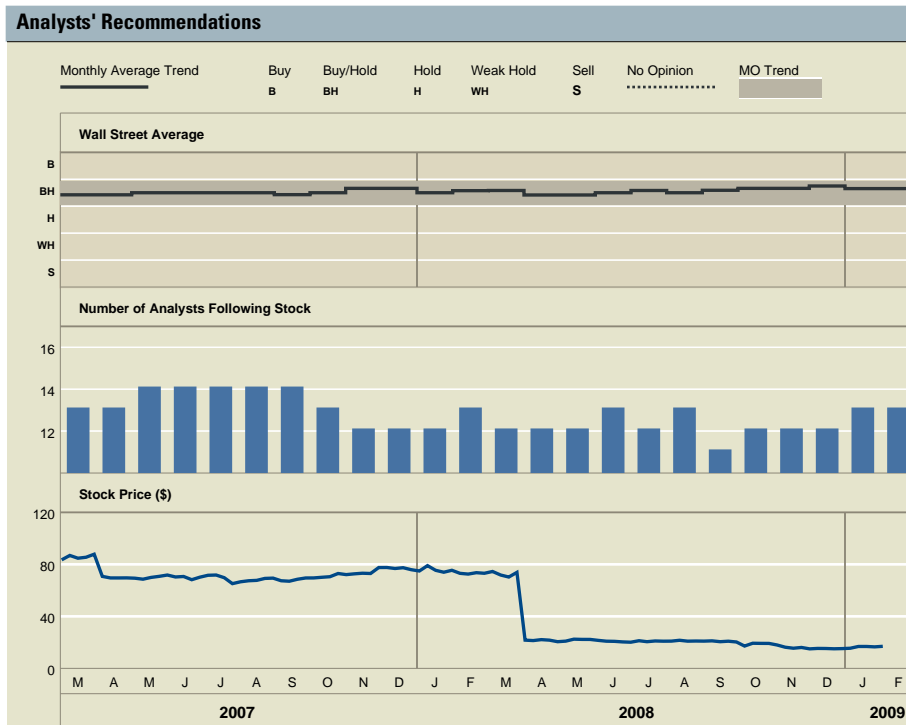 Analysts' Recommendations
Monthly Average Trend Buy Buy/Hold Hold Weak Hold Sell No Opinion MO Trend
B BH H WH S
Wall Street Average
B
BH
H
WH
S
Number of Analysts Following Stock
16
14
12
Stock Price ($)
120
80
40
0
M A M J J A S O N D J F M A M J J A S O N D J F
2007 2008 2009